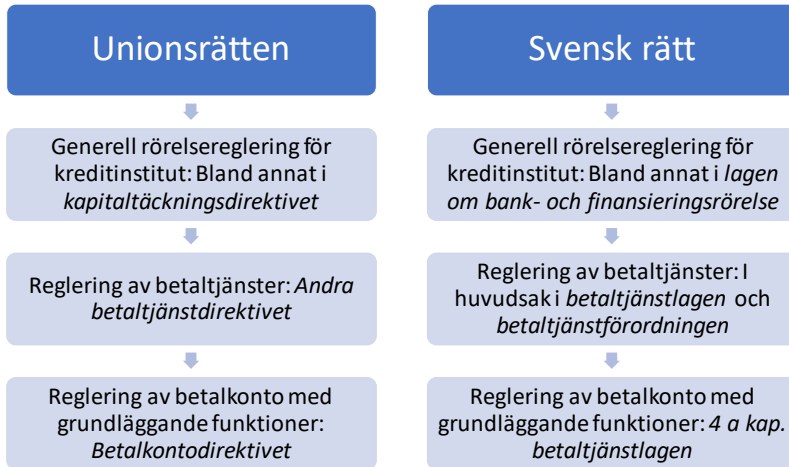 Unionsrätten
Generell rörelsereglering för
kreditinstitut: Bland annat i
kapitaltäckningsdirektivet
Reglering av betaltjänster: Andra
betaltjänstdirektivet
Reglering av betalkonto med
grundläggande funktioner:
Betalkontodirektivet
Svensk rätt
Generell rörelsereglering för
kreditinstitut: Bland annat i lagen
om bank- och finansieringsrörelse
Reglering av betaltjänster: I
huvudsak i betaltjänstlagen och
betaltjänstförordningen
Reglering av betalkonto med
grundläggande funktioner: 4 a kap.
betaltjänstlagen